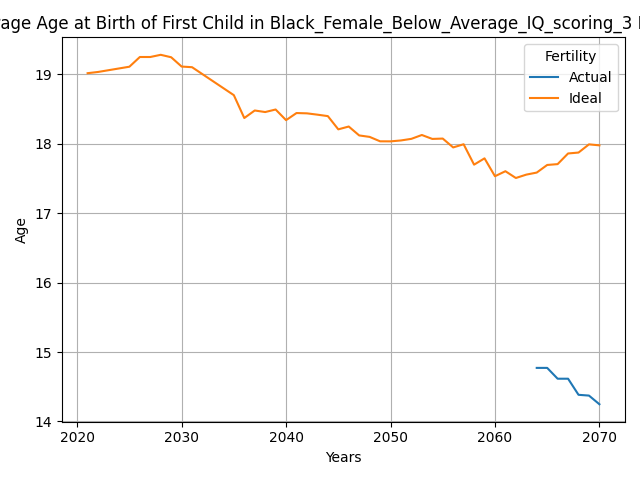 rage Age at Birth of First Child in Black_Female_Below_Average_IQ_scoring_3
Fertility
Actual
Ideal
19
18
17
16
15
14
Age
2020
2030
2040
2050
2060
2070
Years